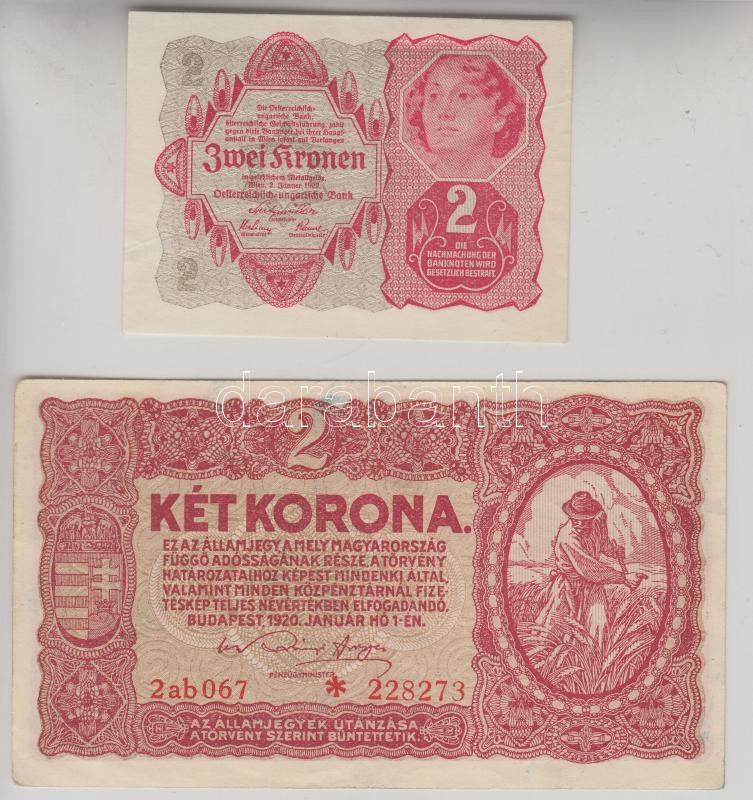 2
Die Oesterreichisch-
ungarische Bank,
österreichische Geschäftsführung, zahlt
gegen diese Banknote bei ihrer Haupt-
anstalt in Wien sofort auf Verlangen
Zwei Kronen
in gesetzlichem Metallgelde.
Wien, 2. Jänner 1922
Oesterreichisch-ungarische Bank
2
2
DIE
NACHMACHUNG DER
BANKNOTEN WIRD
GESETZLICH BESTRAFT.
darabanth
2
KÉT KORONA.
EZ AZ ÁLLAMJEGY, A MELY MAGYARORSZÁG
FÜGGŐ ADÓSSÁGÁNAK RÉSZE, A TÖRVÉNY
HATÁROZATAIHOZ KÉPEST MINDENKI ÁLTAL,
VALAMINT MINDEN KÖZPÉNZTÁRNÁL FIZE-
TÉSKÉP TELJES NÉVÉRTÉKBEN ELFOGADANDÓ.
BUDAPEST, 1920. JANUÁR HÓ 1-ÉN.
PÉNZÜGYMINISTER
2ab067 * 228273
AZ ÁLLAMJEGYEK UTÁNZÁSA
A TÖRVÉNY SZERINT BÜNTETTETIK.